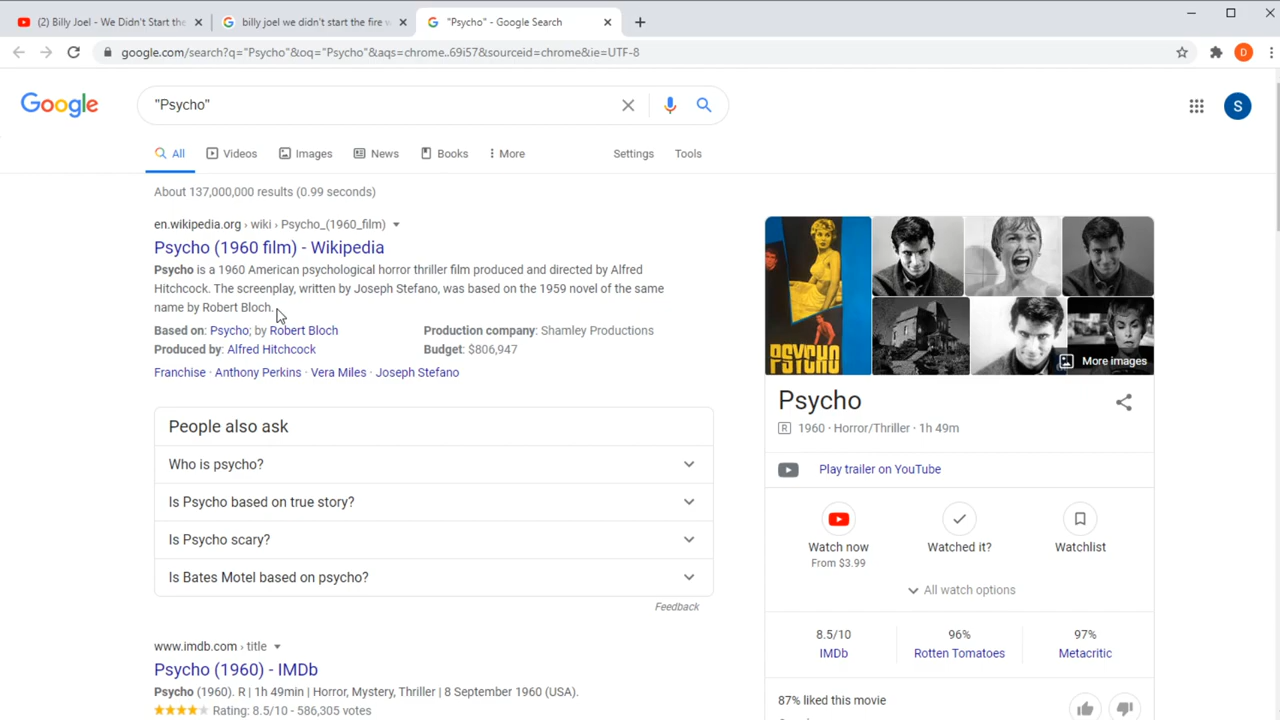 (2) Billy Joel - We Didn't Start the
billy joel we didn't start the fire w
"Psycho" - Google Search
google.com/search?q="Psycho"&oq="Psycho"&aqs=chrome..69i57&sourceid=chrome&ie=UTF-8
D
Google
"Psycho"
S
All
Videos
Images
News
Books
More
Settings
Tools
About 137,000,000 results (0.99 seconds)
en.wikipedia.org › wiki › Psycho_(1960_film)
Psycho (1960 film) - Wikipedia
Psycho is a 1960 American psychological horror thriller film produced and directed by Alfred
Hitchcock. The screenplay, written by Joseph Stefano, was based on the 1959 novel of the same
name by Robert Bloch.
Based on: Psycho; by Robert Bloch
Production company: Shamley Productions
Produced by: Alfred Hitchcock
Budget: $806,947
Franchise · Anthony Perkins · Vera Miles · Joseph Stefano
People also ask
Who is psycho?
Is Psycho based on true story?
Is Psycho scary?
Is Bates Motel based on psycho?
Feedback
www.imdb.com › title
Psycho (1960) - IMDb
Psycho (1960). R | 1h 49min | Horror, Mystery, Thriller | 8 September 1960 (USA).
Rating: 8.5/10 - 586,305 votes
PSYCHO
More images
Psycho
R 1960 · Horror/Thriller · 1h 49m
Play trailer on YouTube
Watch now
From $3.99
Watched it?
Watchlist
All watch options
8.5/10
IMDb
96%
Rotten Tomatoes
97%
Metacritic
87% liked this movie